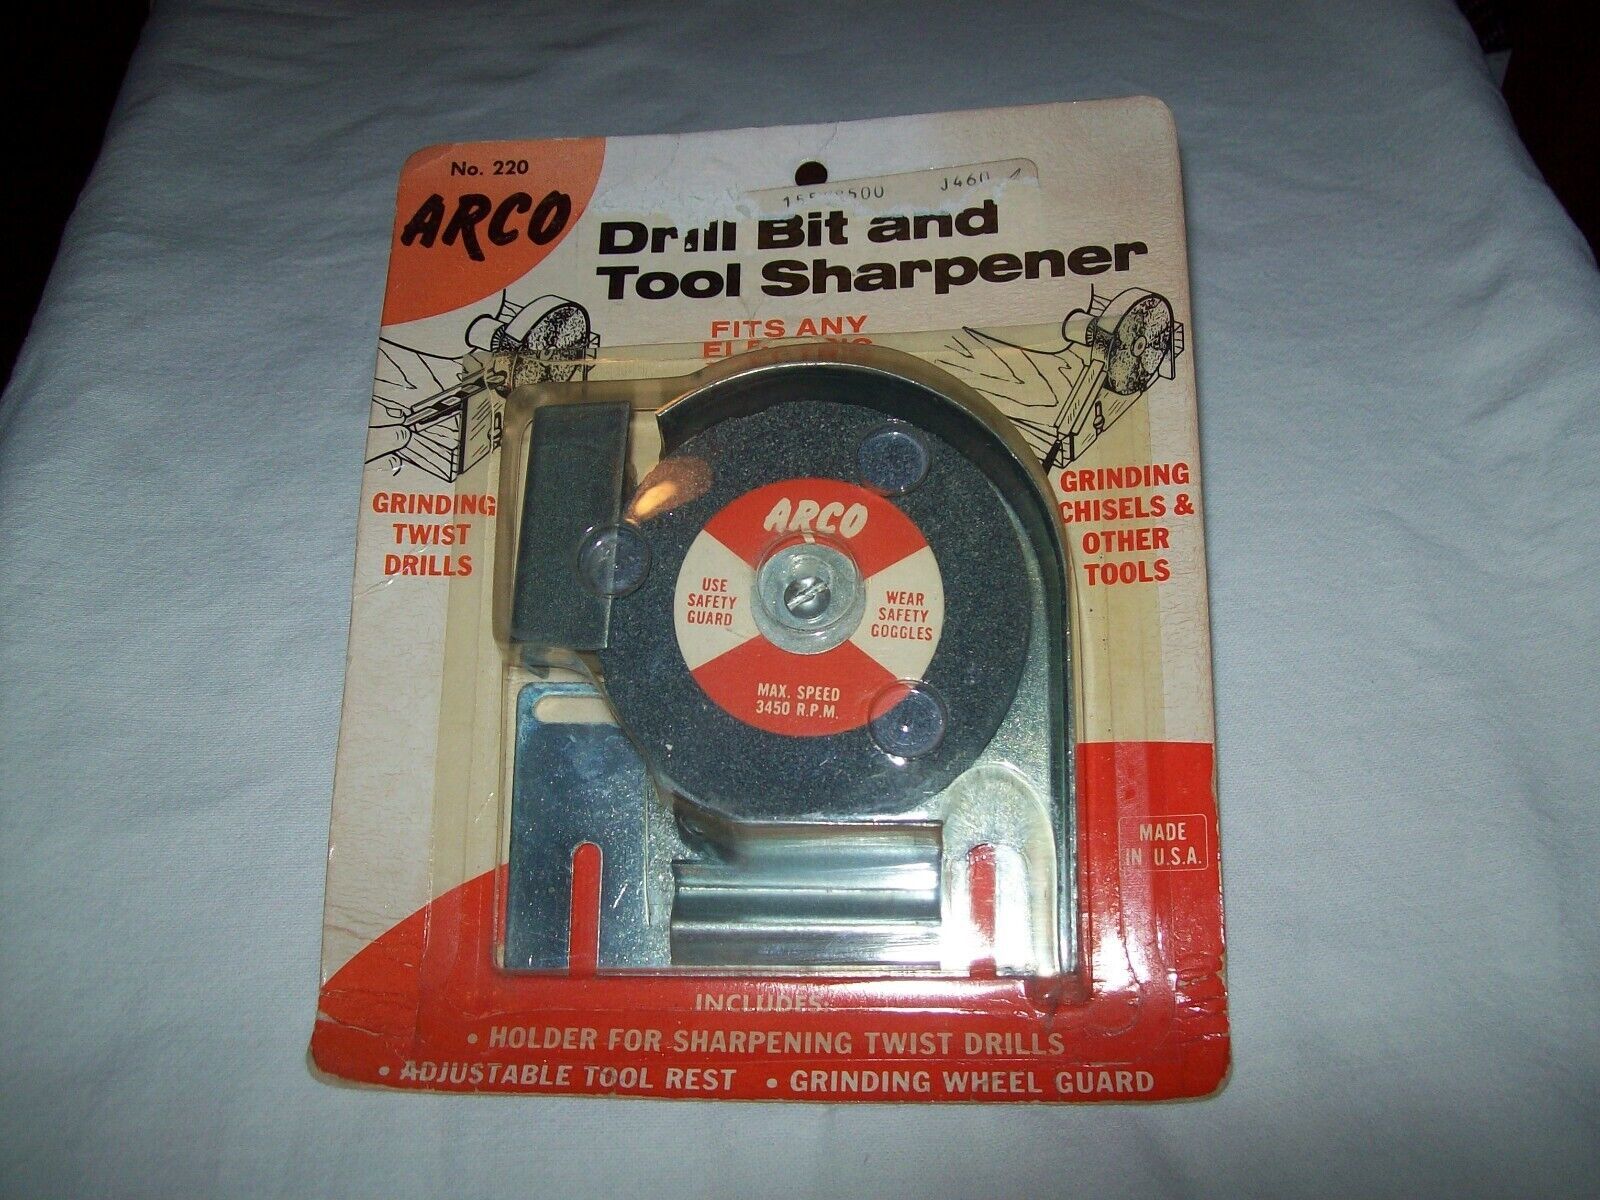 No. 220
ARCO
J460
Drill Bit and
Tool Sharpener
FITS ANY
ELECTRIC
GRINDING
TWIST
DRILLS
GRINDING
CHISELS &
OTHER
TOOLS
ARCO
USE
SAFETY
GUARD
WEAR
SAFETY
GOGGLES
MAX. SPEED
3450 R.P.M.
MADE
IN U.S.A.
INCLUDES:
• HOLDER FOR SHARPENING TWIST DRILLS
• ADJUSTABLE TOOL REST • GRINDING WHEEL GUARD